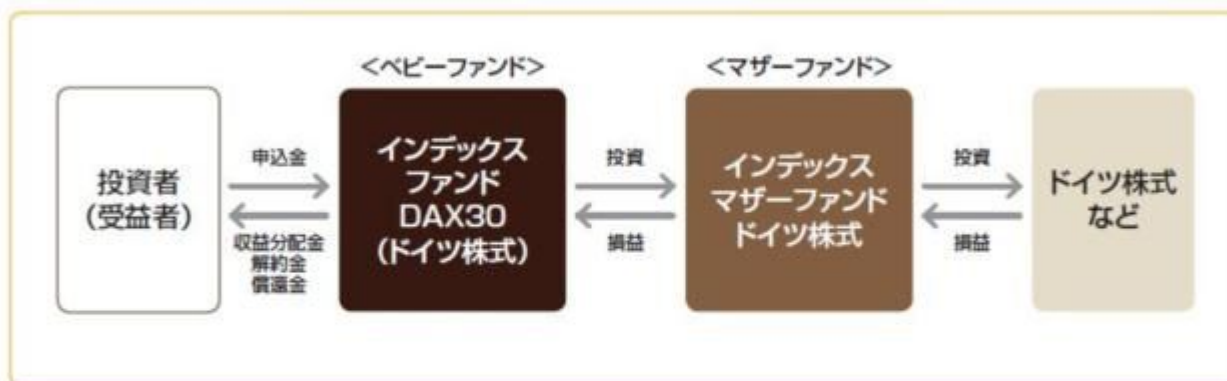 <ベビーファンド>
<マザーファンド>
投資者
(受益者)
申込金
収益分配金
解約金
償還金
インデックス
ファンド
DAX30
(ドイツ株式)
投資
損益
インデックス
マザーファンド
ドイツ株式
投資
損益
ドイツ株式
など